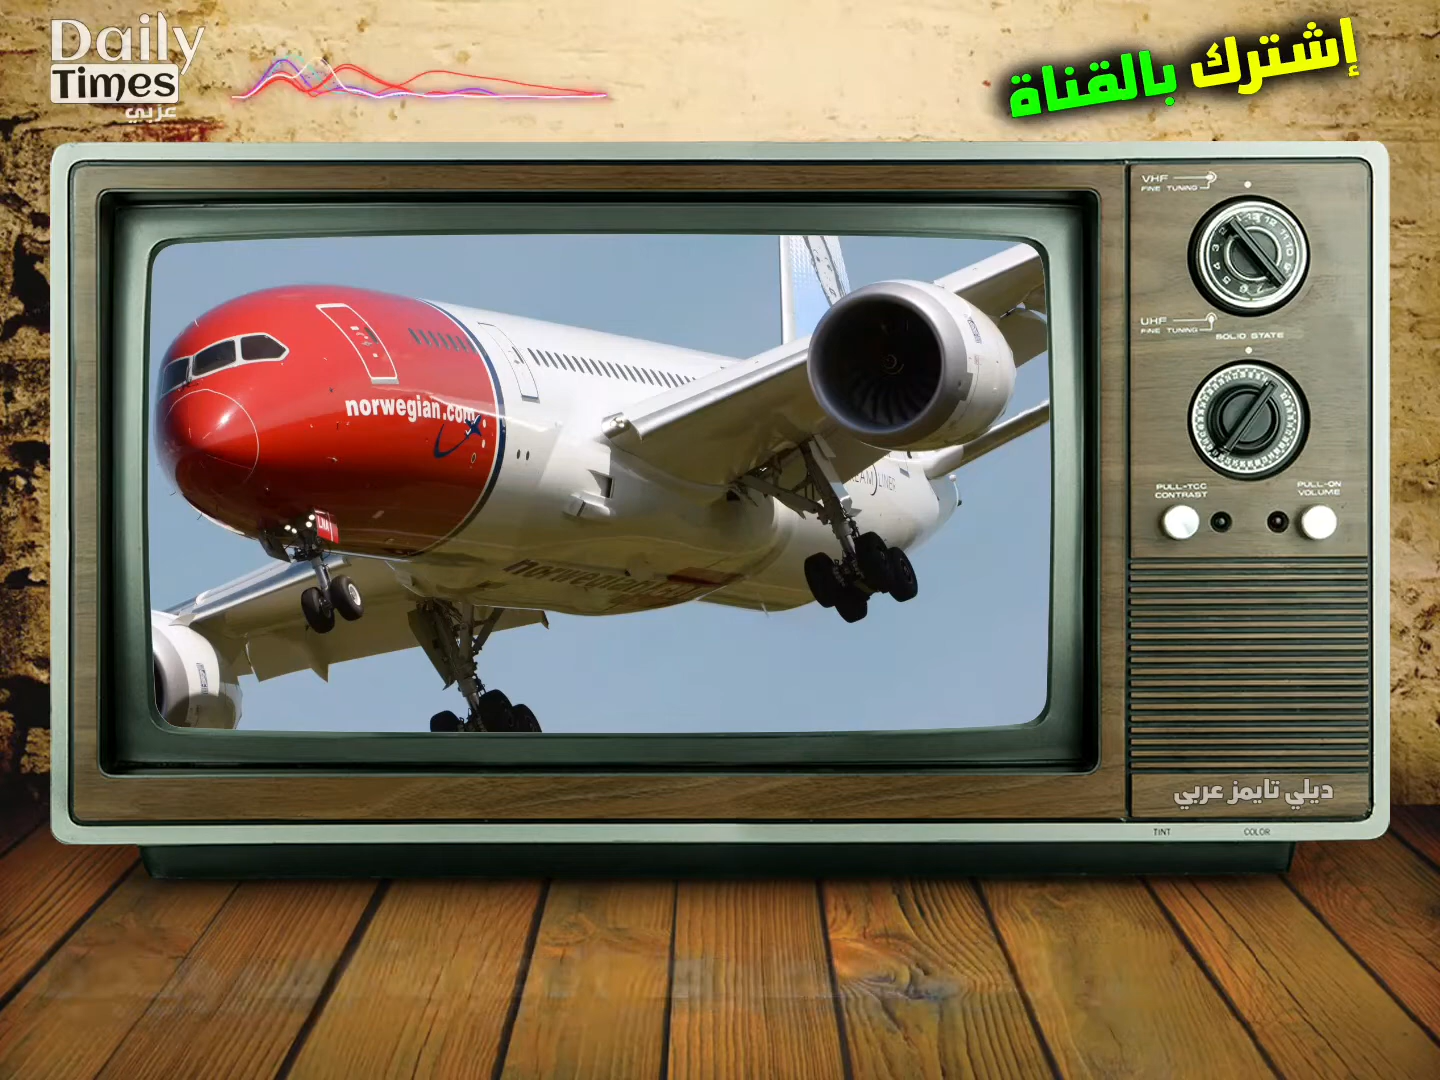 Daily
Times
عربي
إشترك بالقناة
VHF
FINE TUNING
UHF
FINE TUNING
SOLID STATE
PULL-TCC
CONTRAST
PULL-ON
VOLUME
norwegian.com
LNA
ديلي تايمز عربي
TINT
COLOR